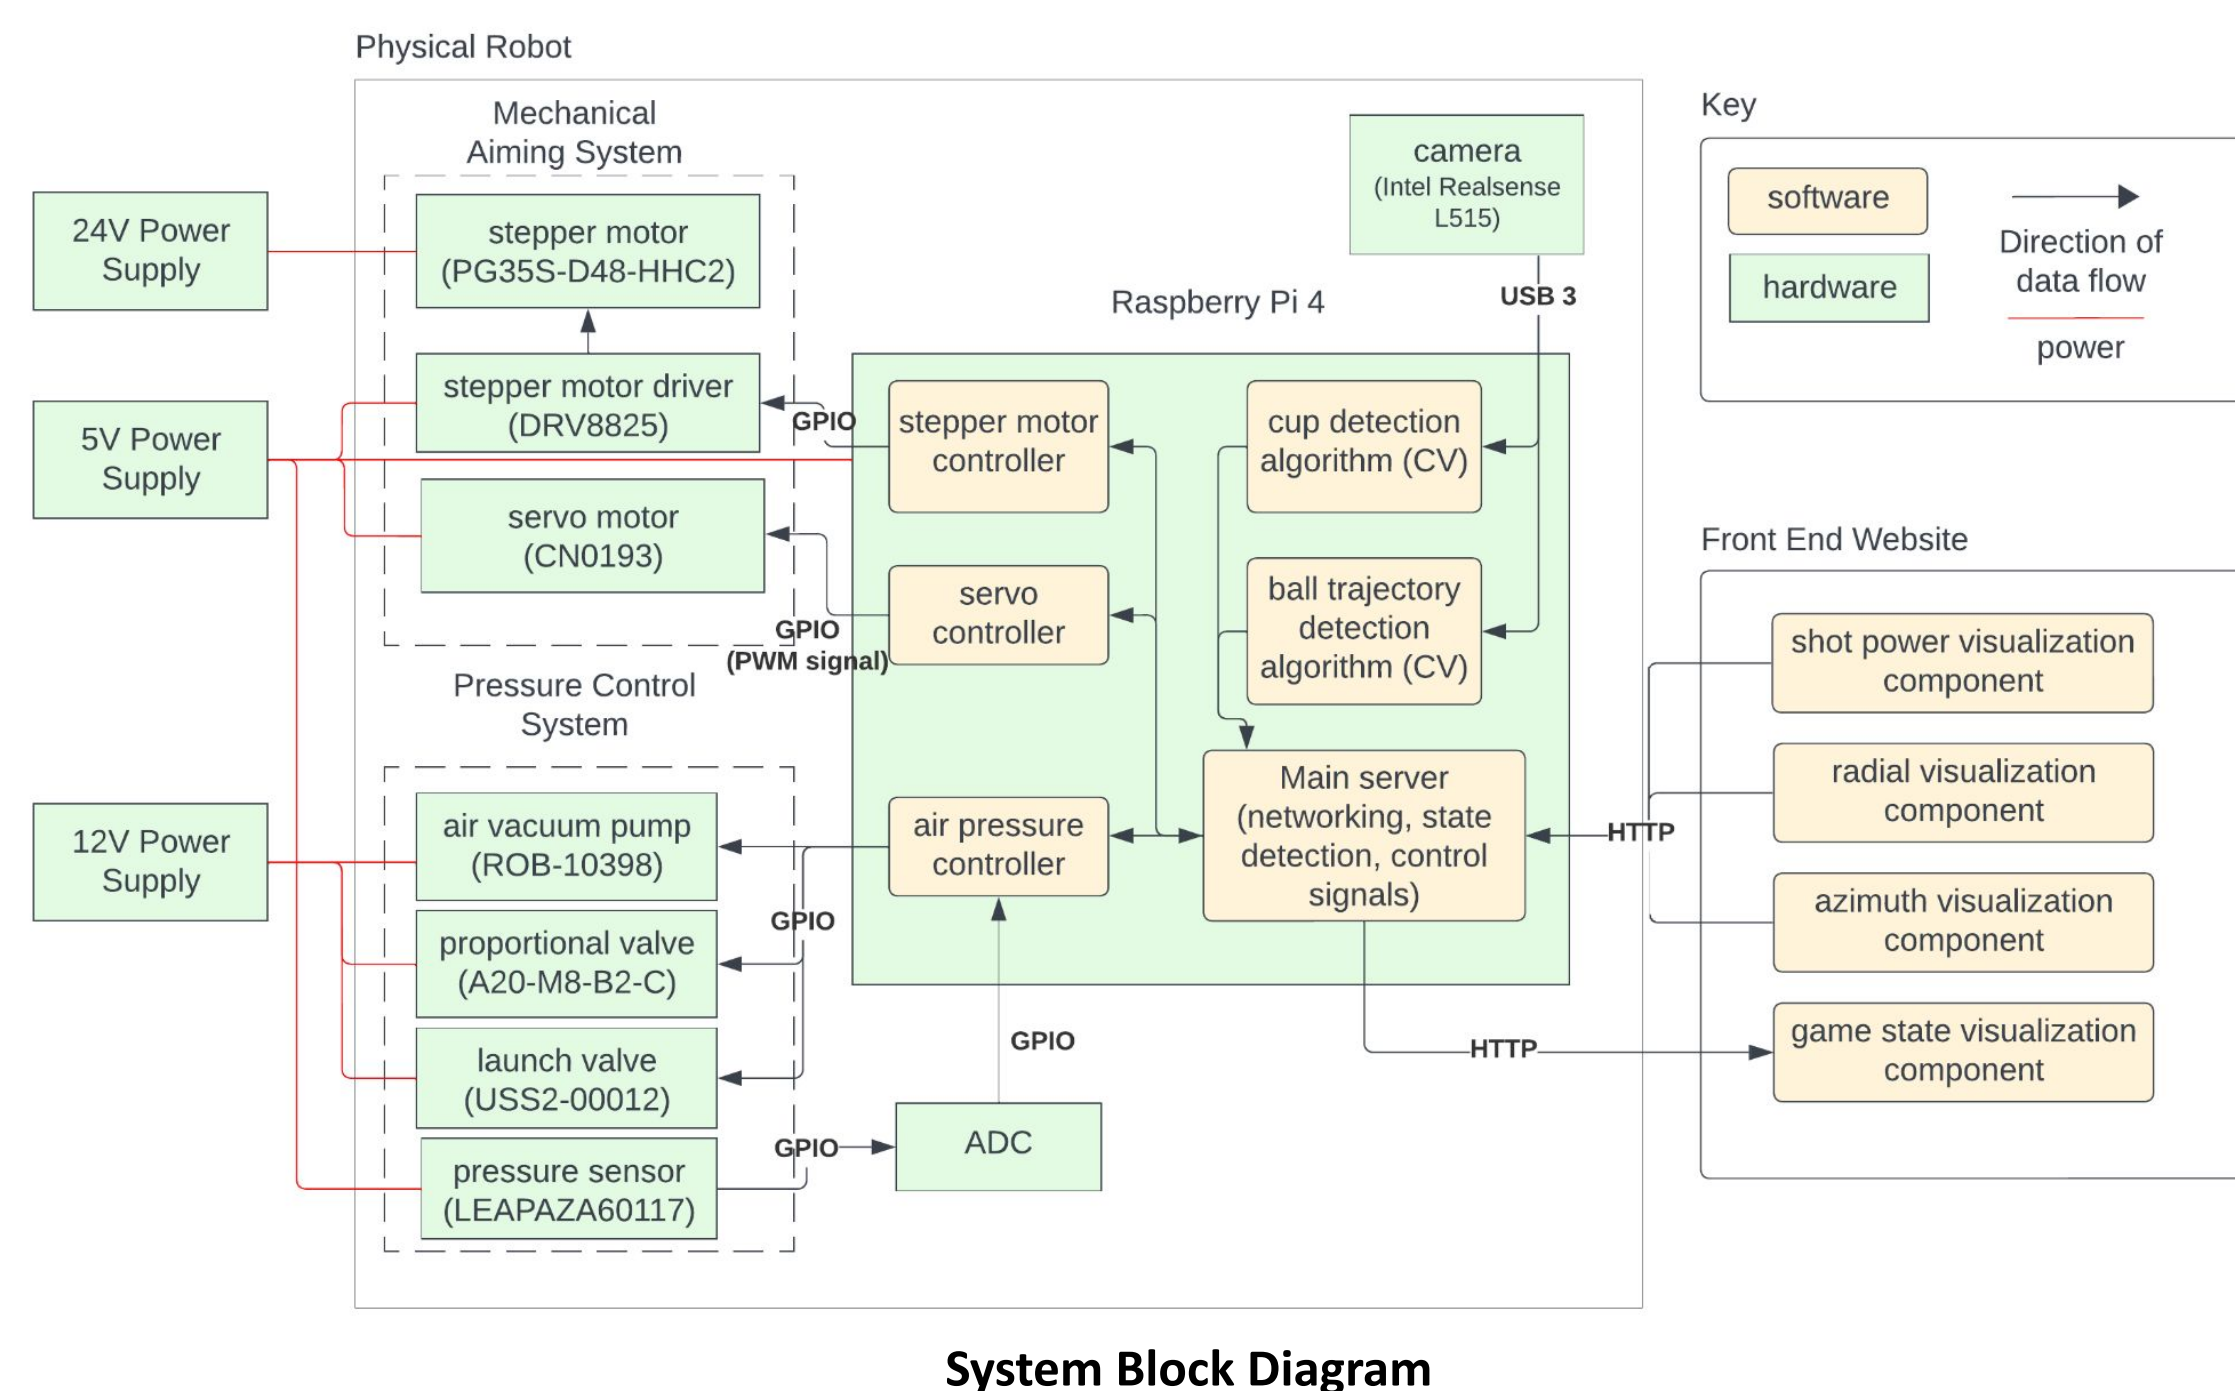 Physical Robot
Mechanical
Aiming System
24V Power
Supply
stepper motor
(PG35S-D48-HHC2)
5V Power
Supply
stepper motor driver
(DRV8825)
GPIO
servo motor
(CN0193)
GPIO
(PWM signal)
Pressure Control
System
12V Power
Supply
air vacuum pump
(ROB-10398)
proportional valve
(A20-M8-B2-C)
GPIO
launch valve
(USS2-00012)
pressure sensor
(LEAPAZA60117)
GPIO
ADC
GPIO
Raspberry Pi 4
camera
(Intel Realsense
L515)
USB 3
stepper motor
controller
cup detection
algorithm (CV)
servo
controller
ball trajectory
detection
algorithm (CV)
air pressure
controller
Main server
(networking, state
detection, control
signals)
HTTP
HTTP
Key
software
hardware
Direction of
data flow
power
Front End Website
shot power visualization
component
radial visualization
component
azimuth visualization
component
game state visualization
component
System Block Diagram